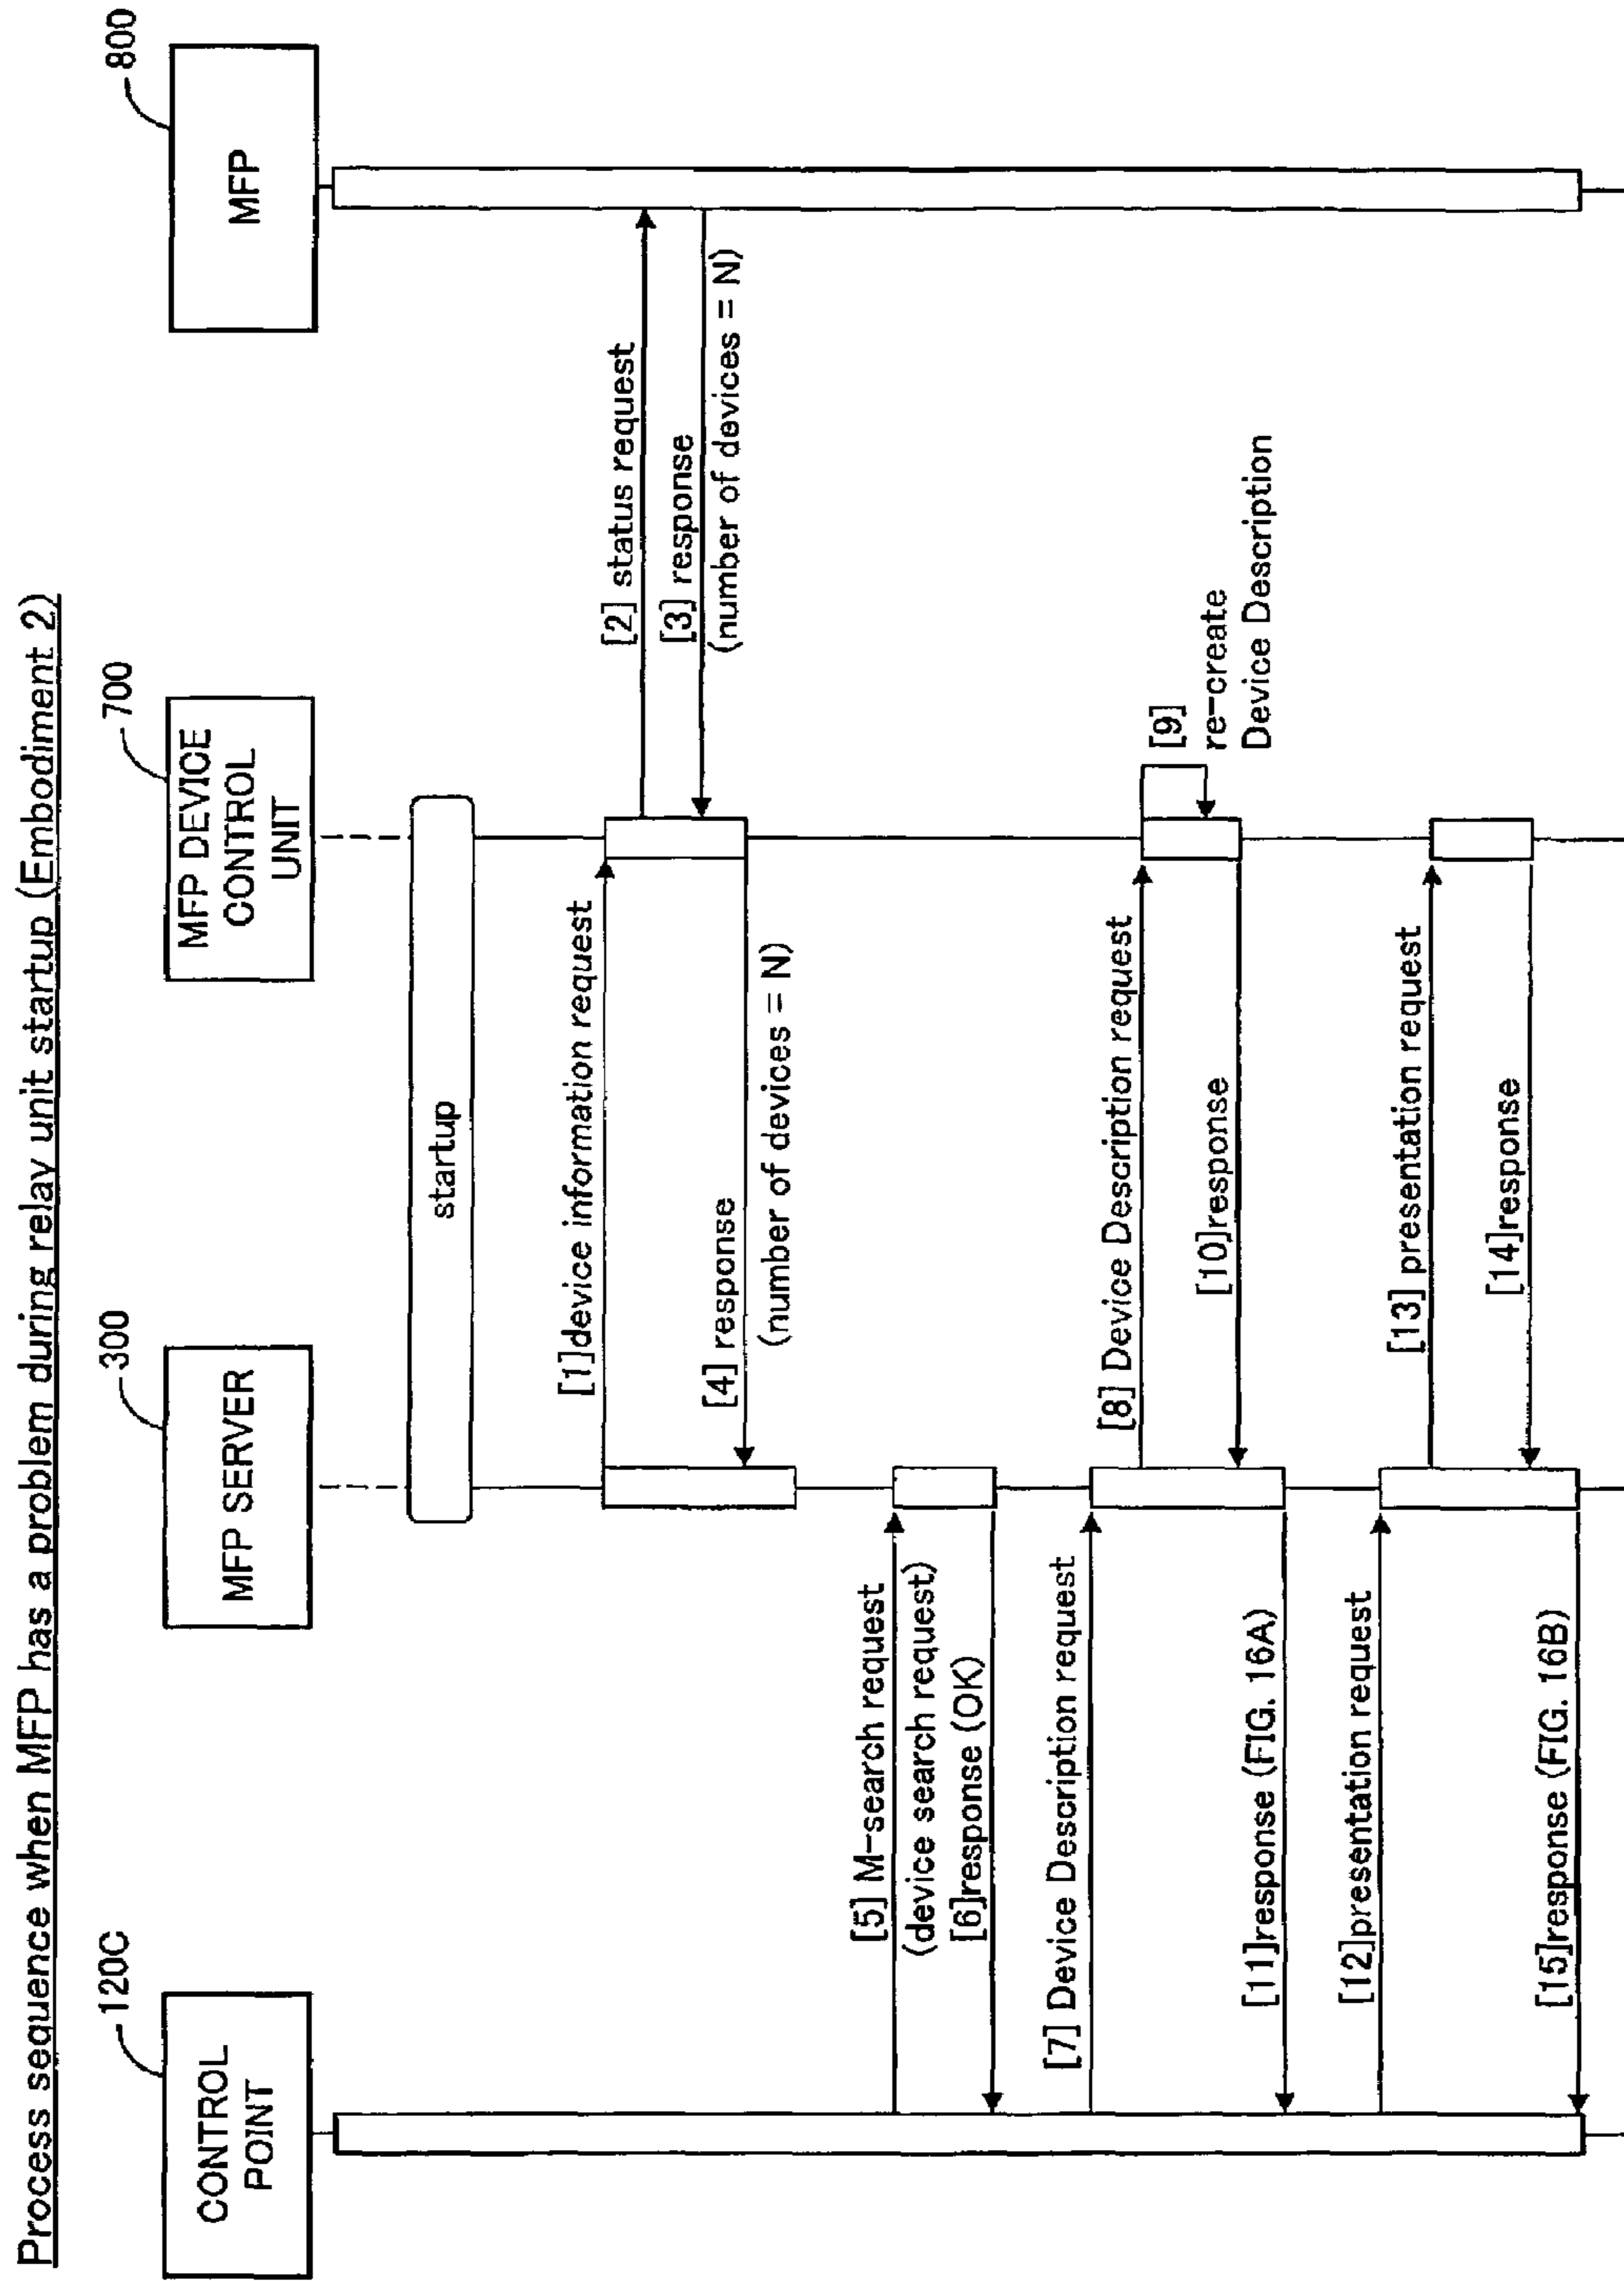 Process sequence when MFP has a problem during relay unit startup (Embodiment 2)
120C
300
700
800
CONTROL
POINT
MFP SERVER
MFP DEVICE
CONTROL
UNIT
MFP
startup
[1]device information request
[2] status request
[3] response
(number of devices = N)
[4] response
(number of devices = N)
[5] M-search request
(device search request)
[6]response (OK)
[7] Device Description request
[8] Device Description request
[9]
re-create
Device Description
[10]response
[11]response (FIG. 16A)
[12]presentation request
[13] presentation request
[14]response
[15]response (FIG. 16B)